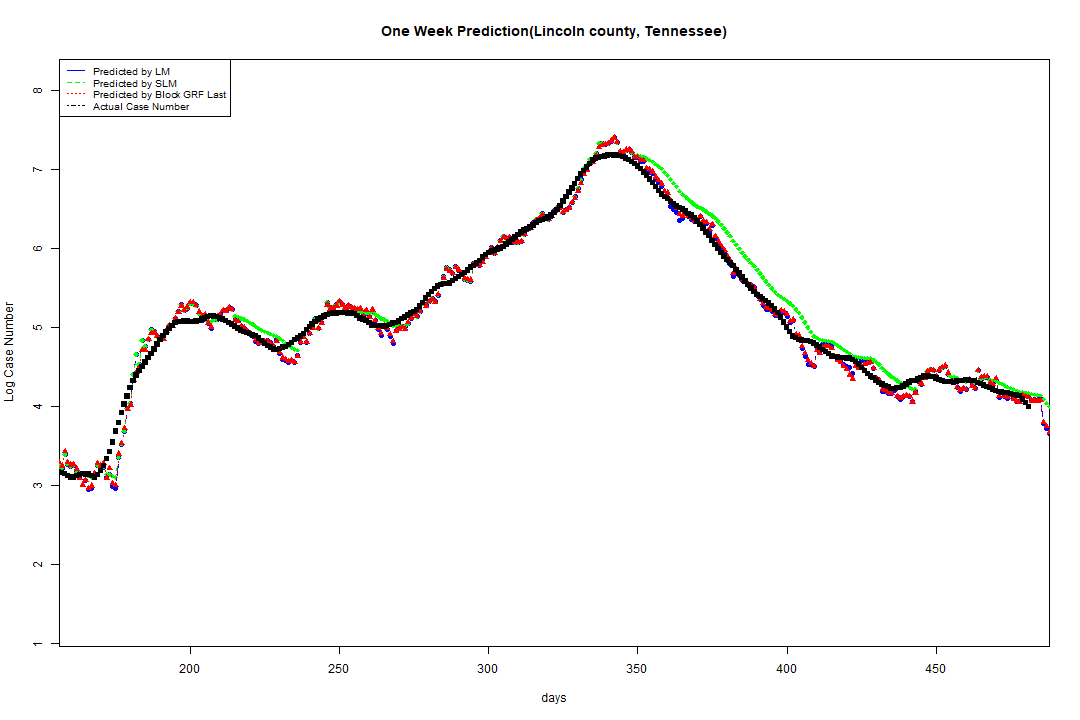 One Week Prediction(Lincoln county, Tennessee)
Predicted by LM
Predicted by SLM
Predicted by Block GRF Last
Actual Case Number
Log Case Number
8
7
6
5
4
3
2
1
200 250 300 350 400 450
days